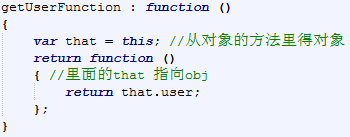 getUserFunction : function ()
{
var that = this; //从对象的方法里得对象
return function ()
{ //里面的that 指向obj
return that.user;
};
}